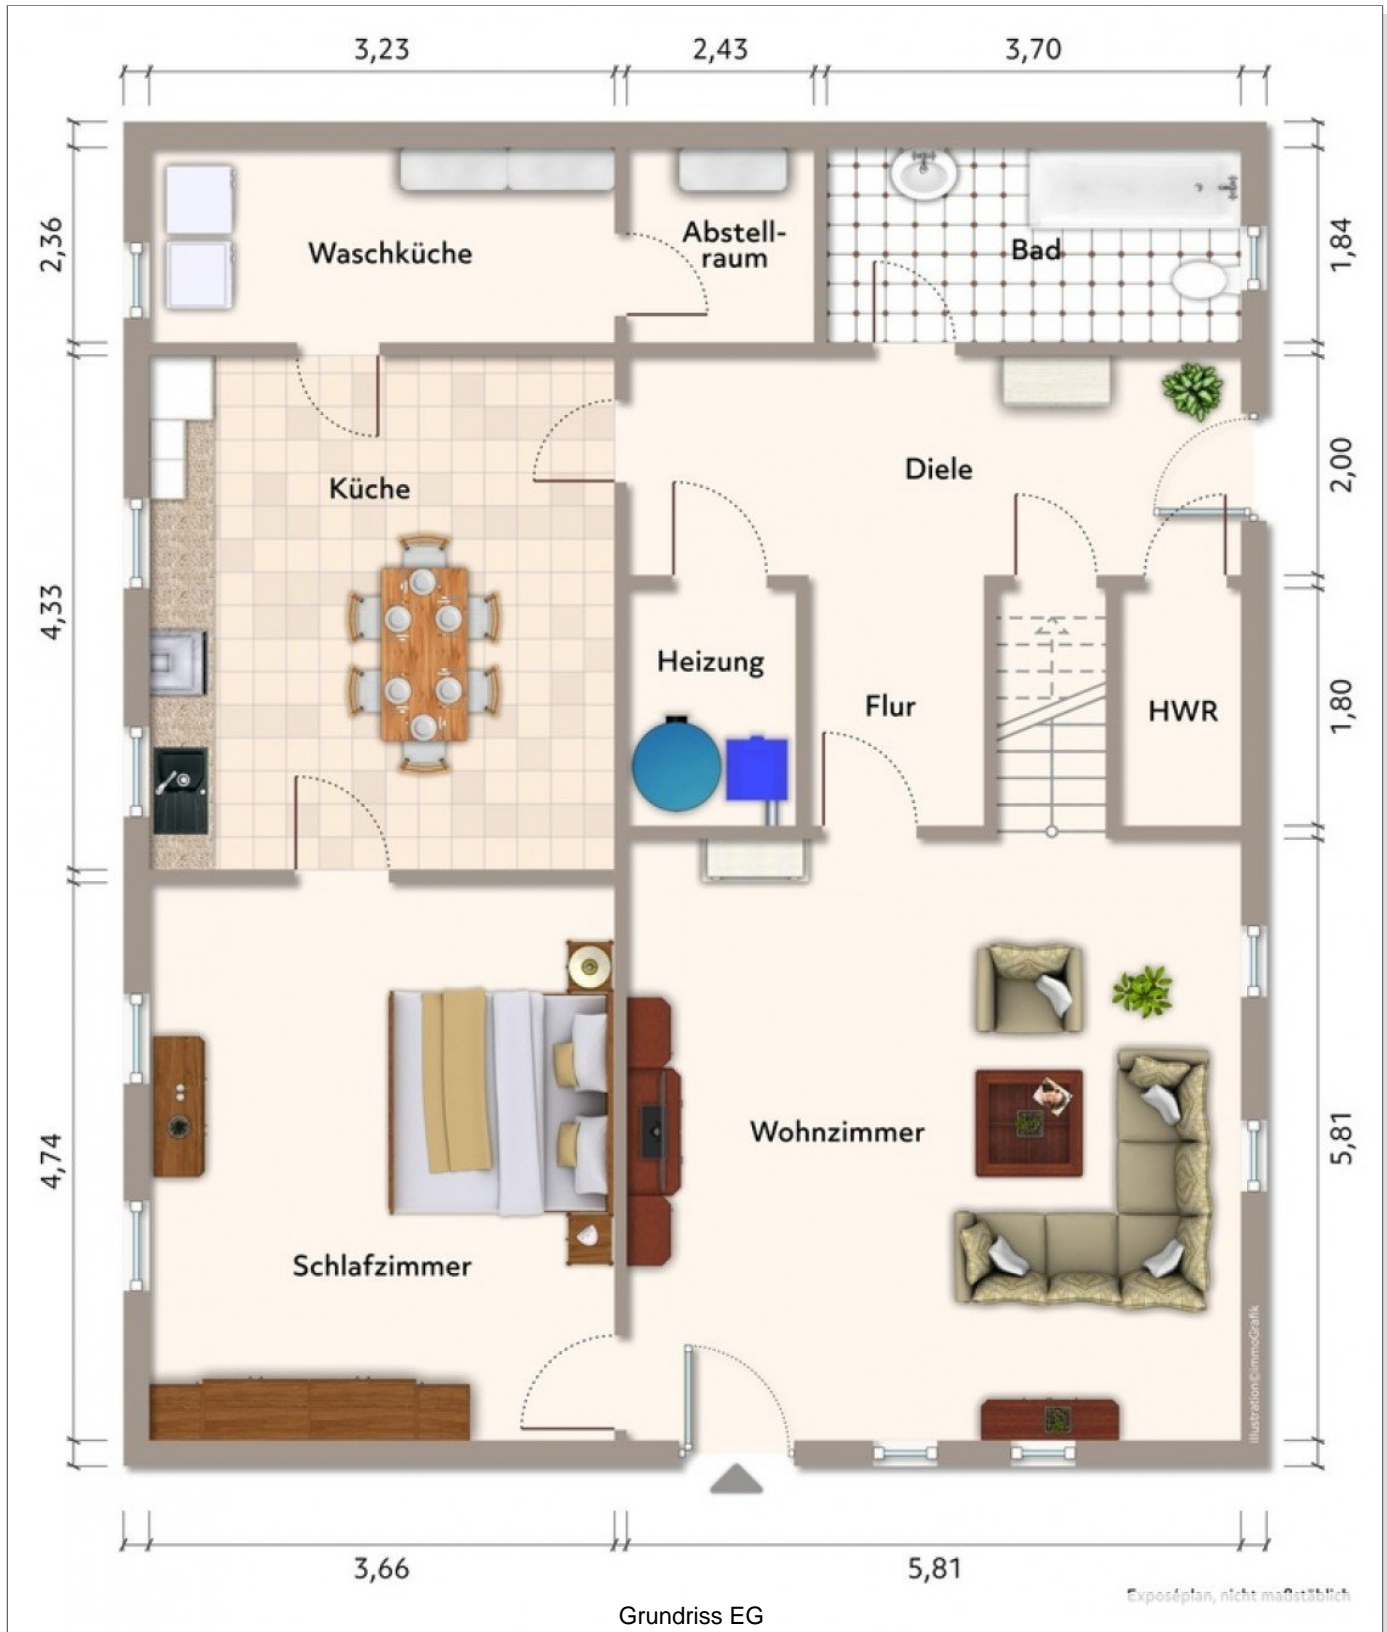 3,23
2,43
3,70
2,36
4,33
4,74
Waschküche
Abstell-
raum
Bad
Küche
Diele
Heizung
Flur
HWR
Wohnzimmer
Schlafzimmer
1,84
2,00
1,80
5,81
illustration©immoGrafik
3,66
5,81
Exposéplan, nicht maßstäblich
Grundriss EG